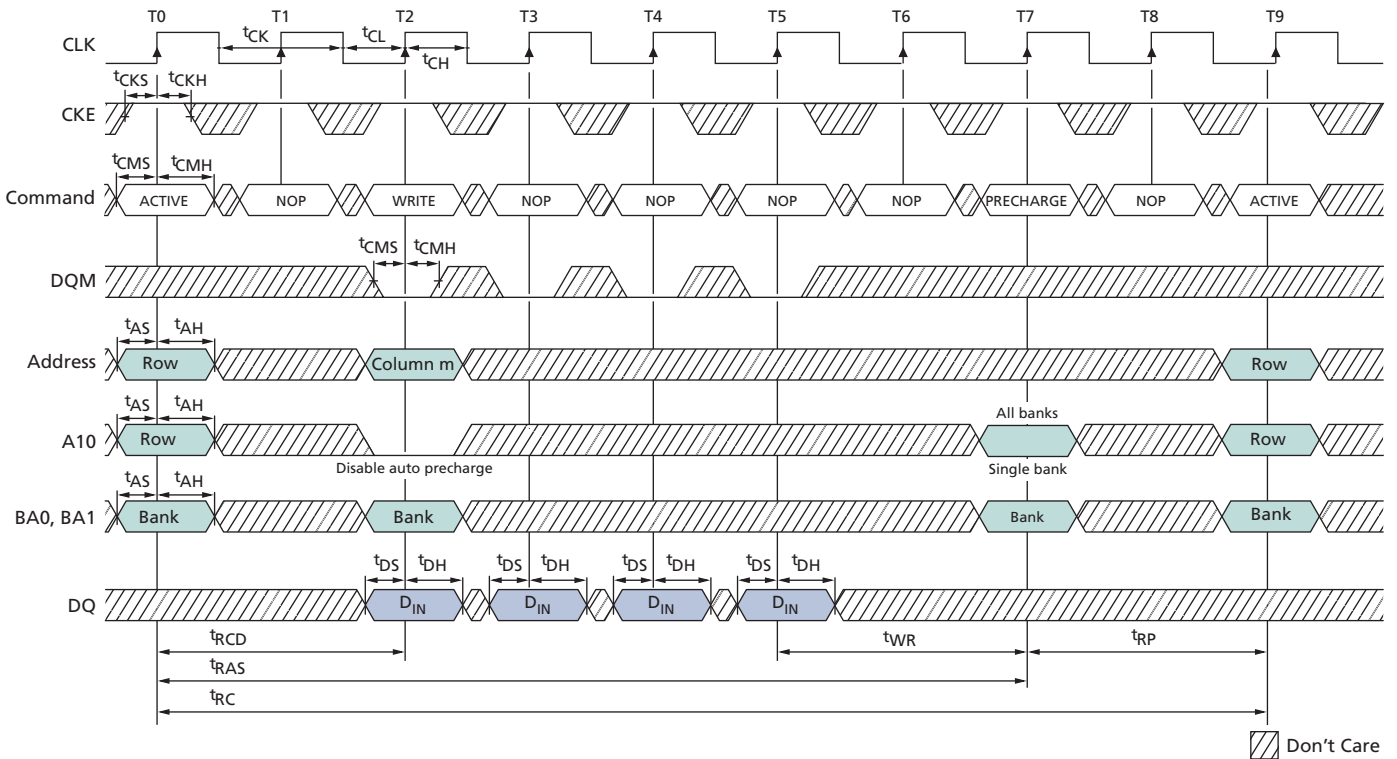 T0 T1 T2 T3 T4 T5 T6 T7 T8 T9
CLK
tCK tCL
tCH
tCKS tCKH
CKE
tCMS tCMH
Command ACTIVE NOP WRITE NOP NOP NOP NOP PRECHARGE NOP ACTIVE
tCMS tCMH
DQM
tAS tAH
Address Row Column m Row
tAS tAH
All banks
A10 Row Row
Disable auto precharge Single bank
tAS tAH
BA0, BA1 Bank Bank Bank Bank
tDS tDH tDS tDH tDS tDH tDS tDH
DQ DIN DIN DIN DIN
tRCD tWR tRP
tRAS
tRC
Don't Care